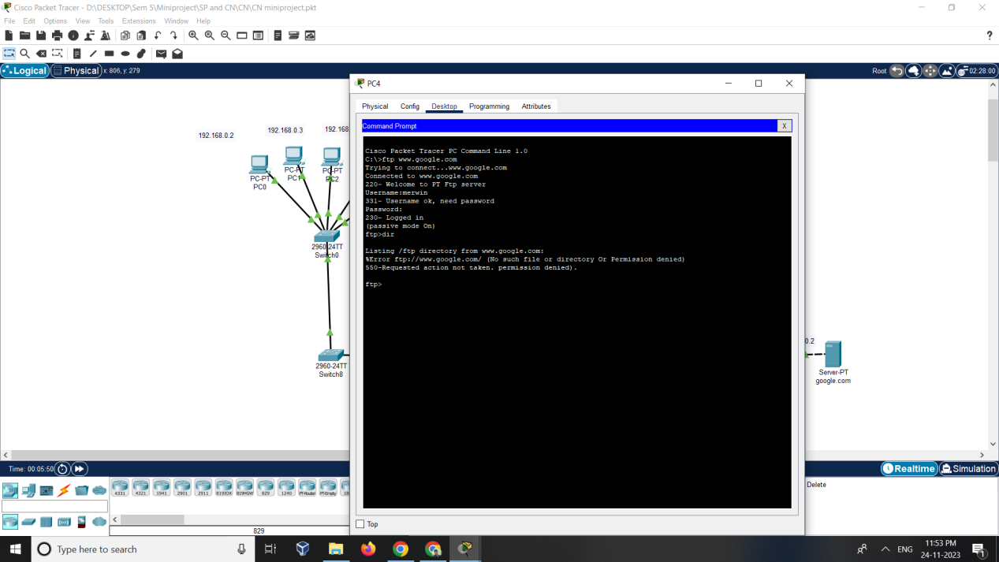 Cisco Packet Tracer - D:\DESKTOP\Sem 5\Miniproject\SP and CN\CN\CN miniproject.pkt
File Edit Options View Tools Extensions Window Help
?
Logical Physical x: 806, y: 279
Root 02:28:00
PC4
Physical Config Desktop Programming Attributes
Command Prompt X
Cisco Packet Tracer PC Command Line 1.0
C:\>ftp www.google.com
Trying to connect...www.google.com
Connected to www.google.com
220- Welcome to PT Ftp server
Username:merwin
331- Username ok, need password
Password:
230- Logged in
(passive mode On)
ftp>dir
Listing /ftp directory from www.google.com:
%Error ftp://www.google.com/ (No such file or directory Or Permission denied)
550-Requested action not taken. permission denied).
ftp>
Top
192.168.0.2
192.168.0.3
192.168
PC-PT
PC0
PC-PT
PC1
PC-PT
PC2
2960-24TT
Switch0
2960-24TT
Switch8
0.2
Server-PT
google.com
Time: 00:05:50
Realtime Simulation
4331 4321 1941 2901 2911 819IOX 819HGW 829 1240 PT-Router PT-Empty 18
829
Delete
Type here to search
ENG
11:53 PM
24-11-2023
1